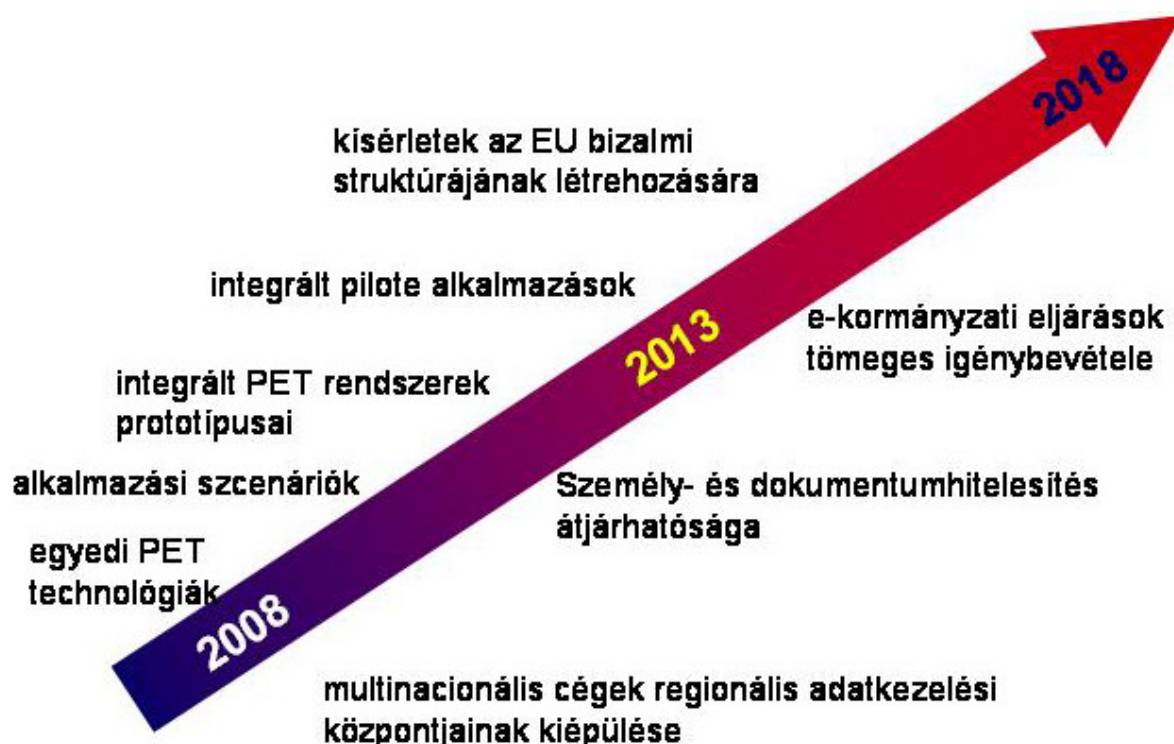 2018
kísérletek az EU bizalmi
struktúrájának létrehozására
integrált pilote alkalmazások
2013
e-kormányzati eljárások
tömeges igénybevétele
integrált PET rendszerek
prototípusai
alkalmazási szcenáriók
Személy- és dokumentumhitelesítés
átjárhatósága
egyedi PET
technológiák
2008
multinacionális cégek regionális adatkezelési
központjainak kiépülése